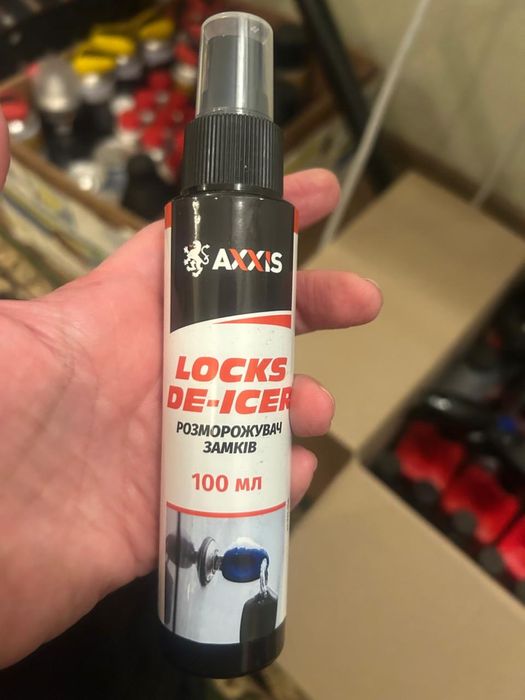 AXXIS
LOCKS
DE-ICER
РОЗМОРОЖУВАЧ
ЗАМКІВ
100 мл